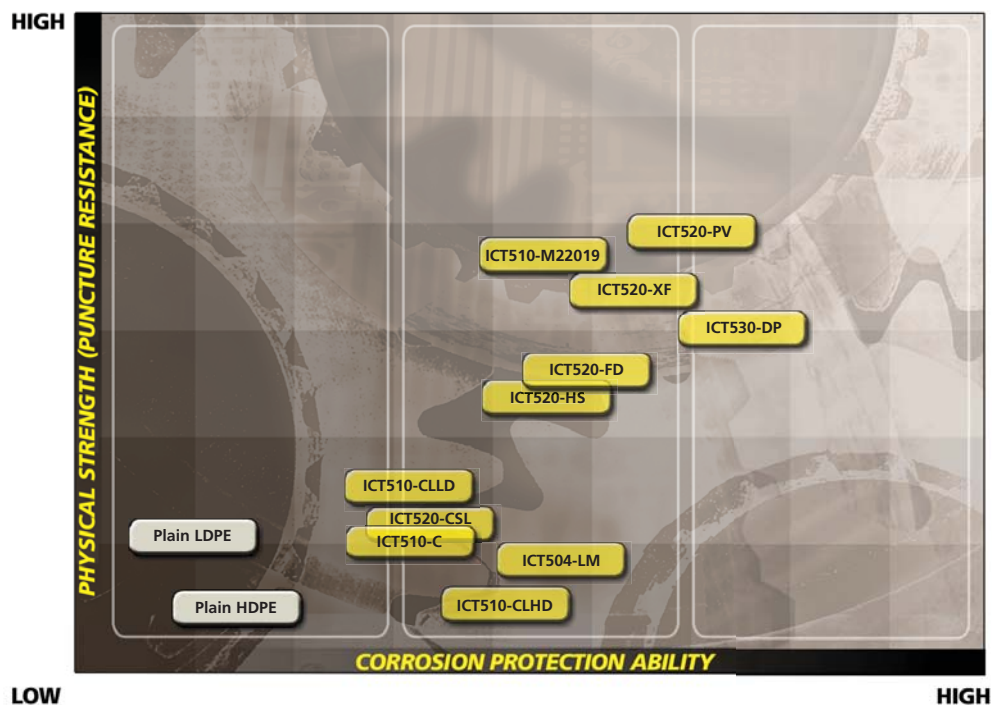 HIGH
PHYSICAL STRENGTH (PUNCTURE RESISTANCE)
ICT520-PV
ICT510-M22019
ICT520-XF
ICT530-DP
ICT520-FD
ICT520-HS
ICT510-CLLD
ICT520-CSL
Plain LDPE
ICT510-C
ICT504-LM
Plain HDPE
ICT510-CLHD
CORROSION PROTECTION ABILITY
LOW
HIGH